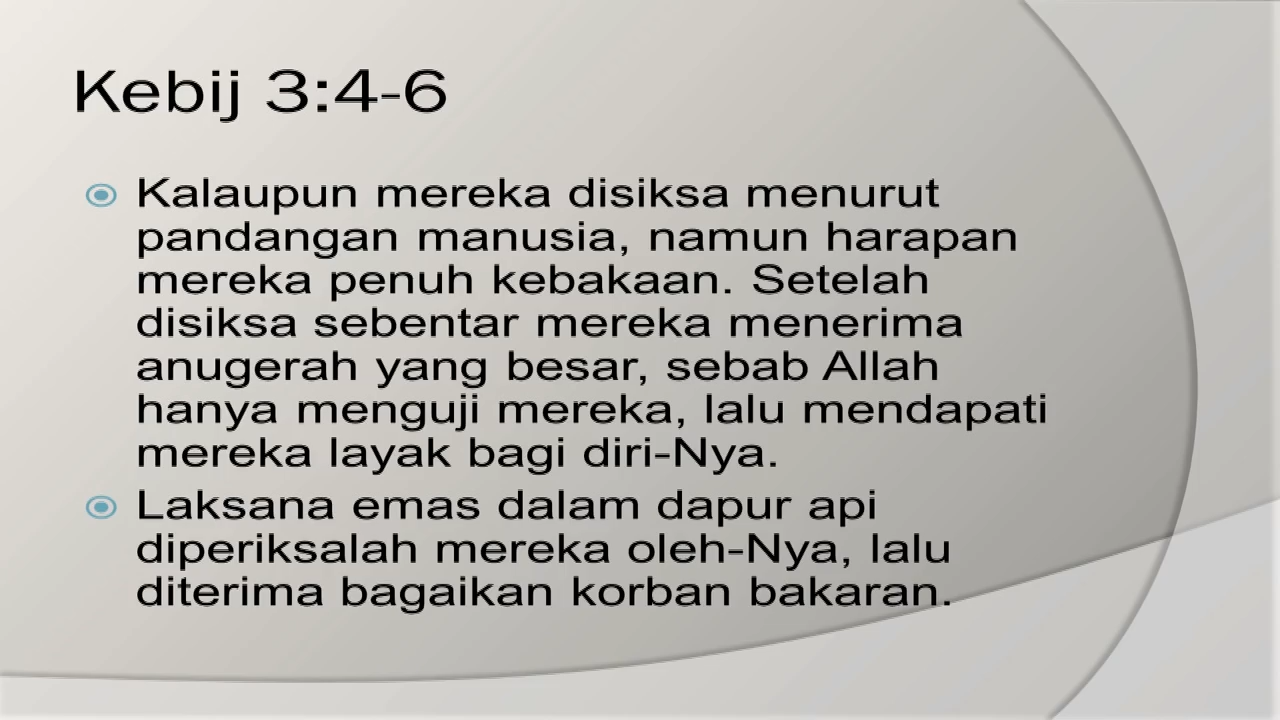 Kebij 3:4-6
Kalaupun mereka disiksa menurut
pandangan manusia, namun harapan
mereka penuh kebakaan. Setelah
disiksa sebentar mereka menerima
anugerah yang besar, sebab Allah
hanya menguji mereka, lalu mendapati
mereka layak bagi diri-Nya.
Laksana emas dalam dapur api
diperiksalah mereka oleh-Nya, lalu
diterima bagaikan korban bakaran.